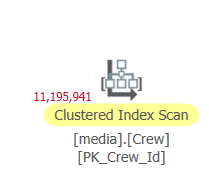 11,195,941
Clustered Index Scan
[media].[Crew]
[PK_Crew_Id]